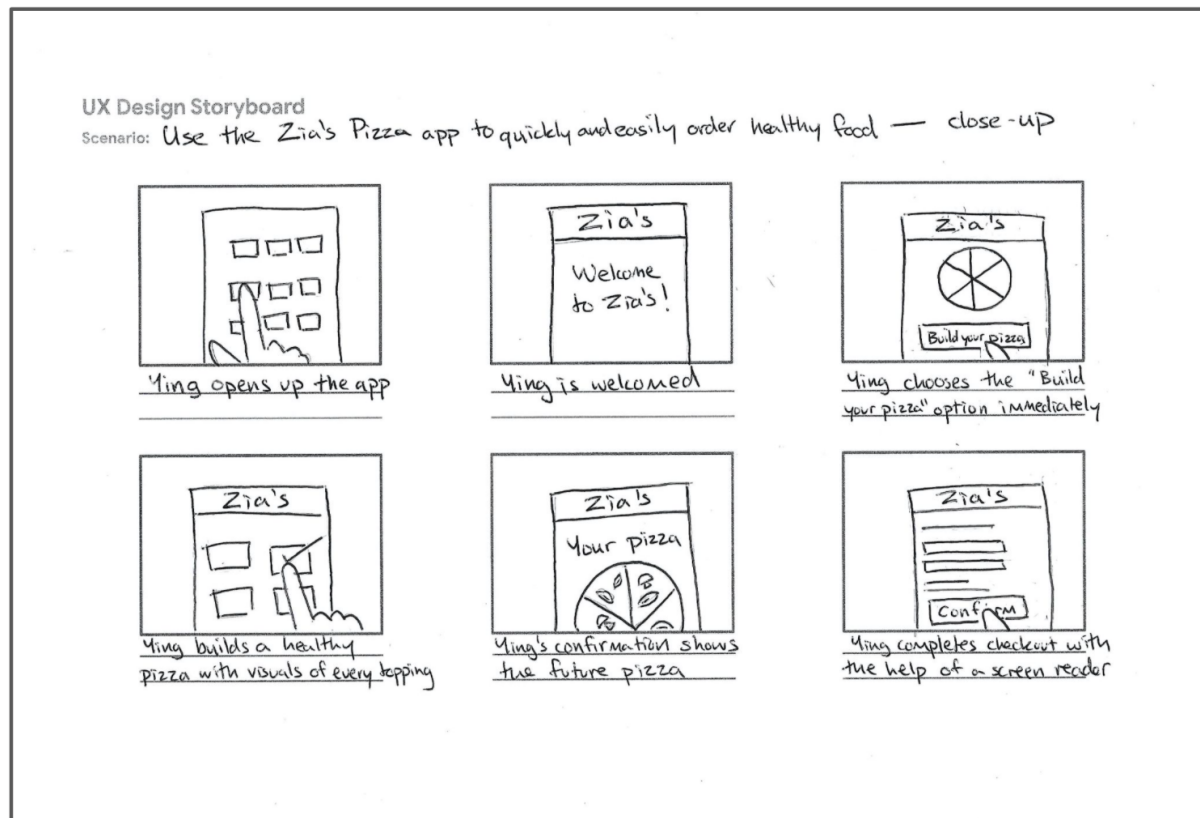 UX Design Storyboard
Scenario: Use the Zia's Pizza app to quickly and easily order healthy food — close-up
Zia's
Welcome
to Zia's!
Zia's
Build your pizza
Ying opens up the app
Ying is welcomed
Ying chooses the "Build
your pizza" option immediately
Zia's
Zia's
Your pizza
Zia's
Confirm
Ying builds a healthy
pizza with visuals of every topping
Ying's confirmation shows
the future pizza
Ying completes checkout with
the help of a screen reader